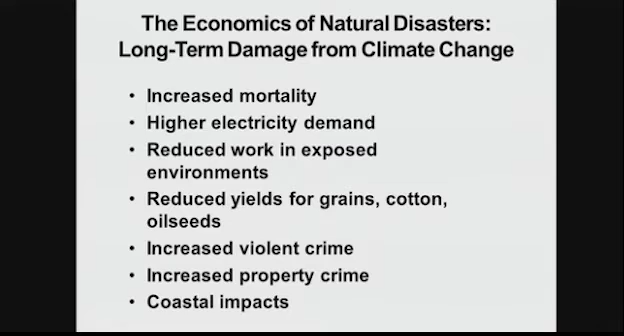 The Economics of Natural Disasters:
Long-Term Damage from Climate Change
• Increased mortality
• Higher electricity demand
• Reduced work in exposed
environments
• Reduced yields for grains, cotton,
oilseeds
• Increased violent crime
• Increased property crime
• Coastal impacts